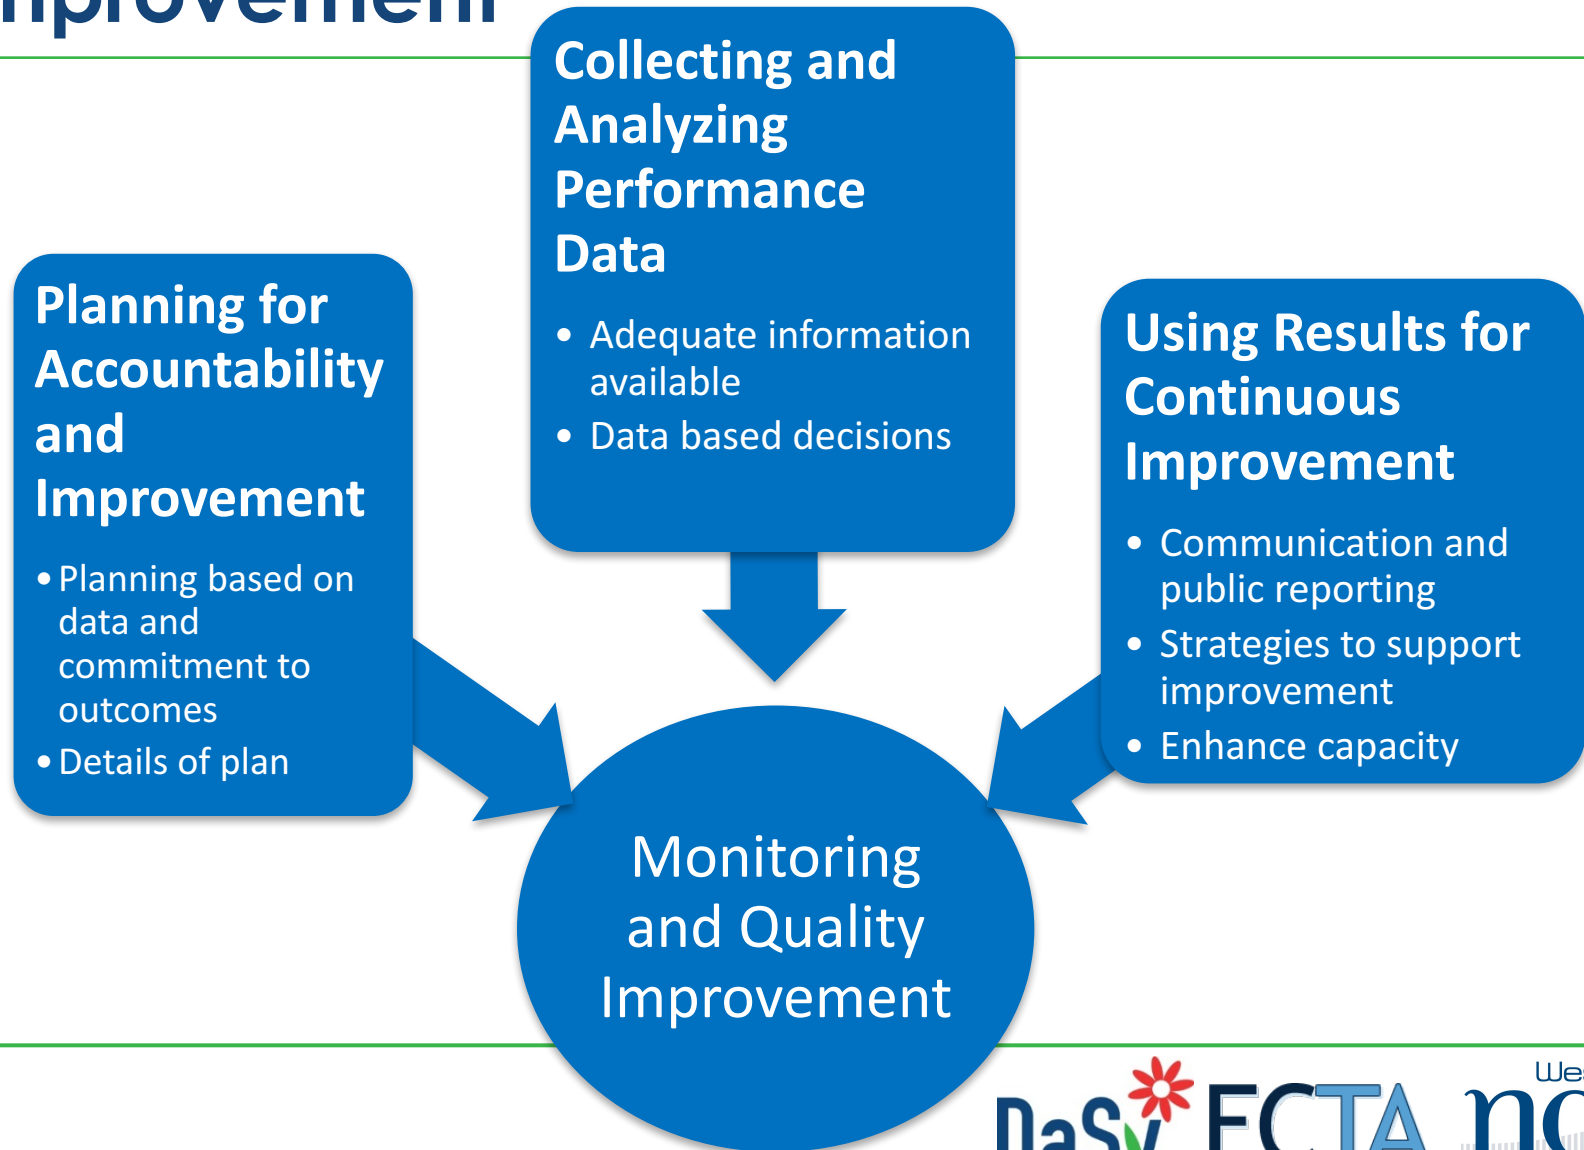 Improvement
Collecting and
Analyzing
Performance
Data
• Adequate information
available
• Data based decisions
Planning for
Accountability
and
Improvement
• Planning based on
data and
commitment to
outcomes
• Details of plan
Using Results for
Continuous
Improvement
• Communication and
public reporting
• Strategies to support
improvement
• Enhance capacity
Monitoring
and Quality
Improvement
DaSy
ECTA